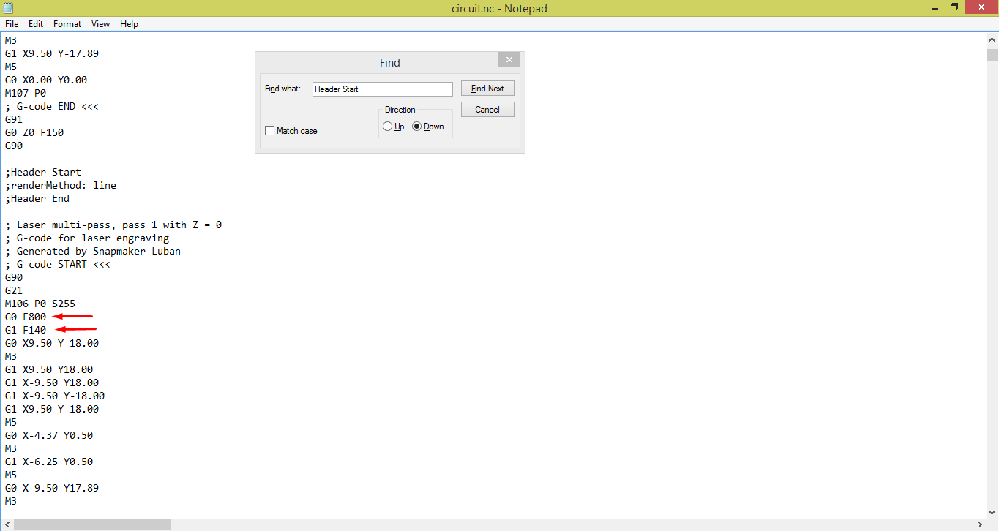 circuit.nc - Notepad
File Edit Format View Help
M3
G1 X9.50 Y-17.89
M5
G0 X0.00 Y0.00
M107 P0
; G-code END <<<
G91
G0 Z0 F150
G90
;Header Start
;renderMethod: line
;Header End
; Laser multi-pass, pass 1 with Z = 0
; G-code for laser engraving
; Generated by Snapmaker Luban
; G-code START <<<
G90
G21
M106 P0 S255
G0 F800
G1 F140
G0 X9.50 Y-18.00
M3
G1 X9.50 Y18.00
G1 X-9.50 Y18.00
G1 X-9.50 Y-18.00
G1 X9.50 Y-18.00
M5
G0 X-4.37 Y0.50
M3
G1 X-6.25 Y0.50
M5
G0 X-9.50 Y17.89
M3
Find
Find what: Header Start Find Next
Cancel
Direction
Up Down
Match case